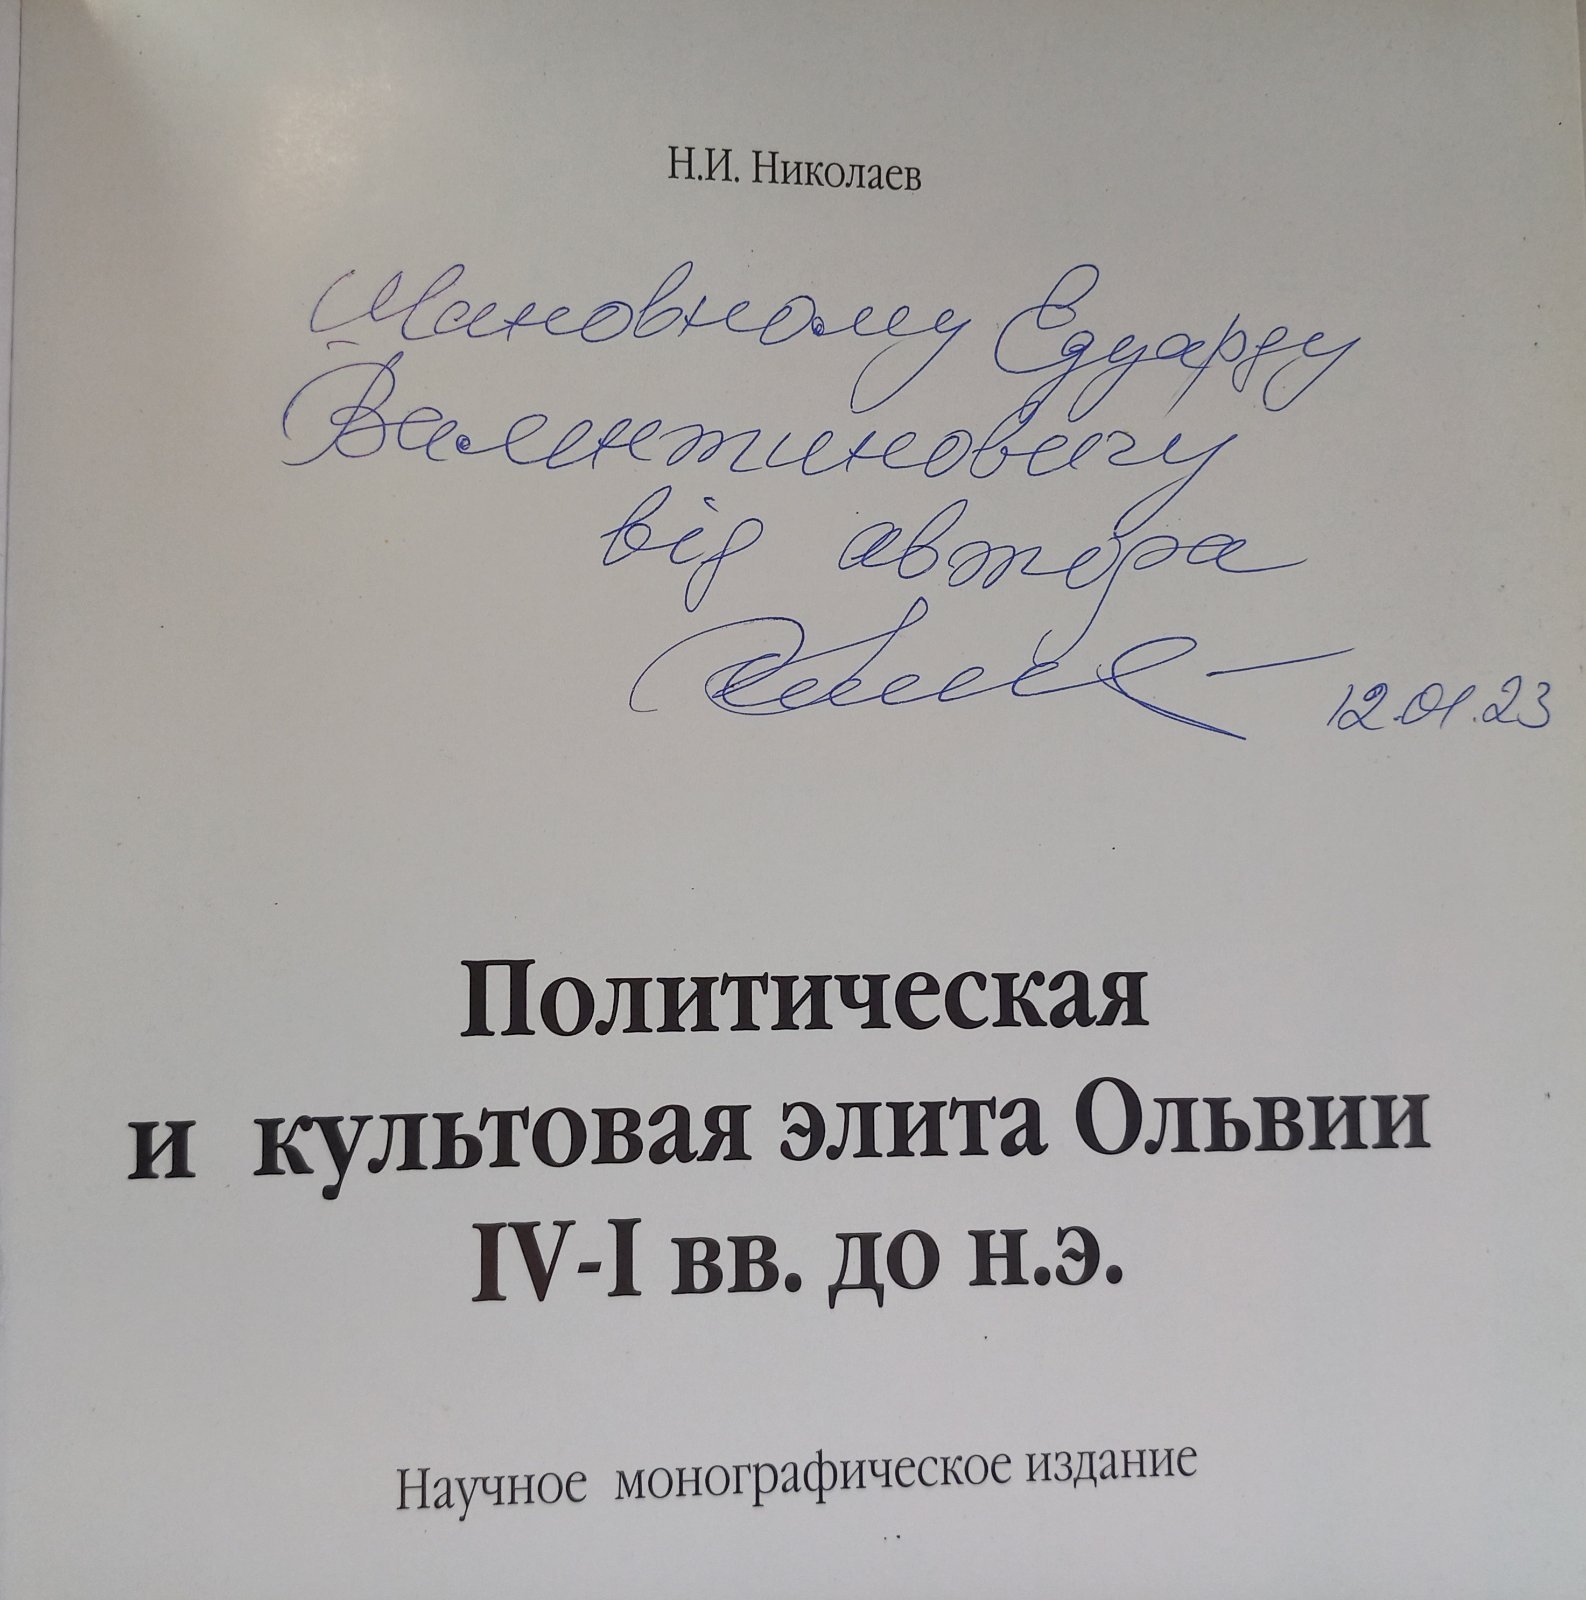 Н.И. Николаев
Шановному Едуарду
Валентиновичу
від автора
12.01.23
Политическая
и культовая элита Ольвии
IV-I вв. до н.э.
Научное монографическое издание